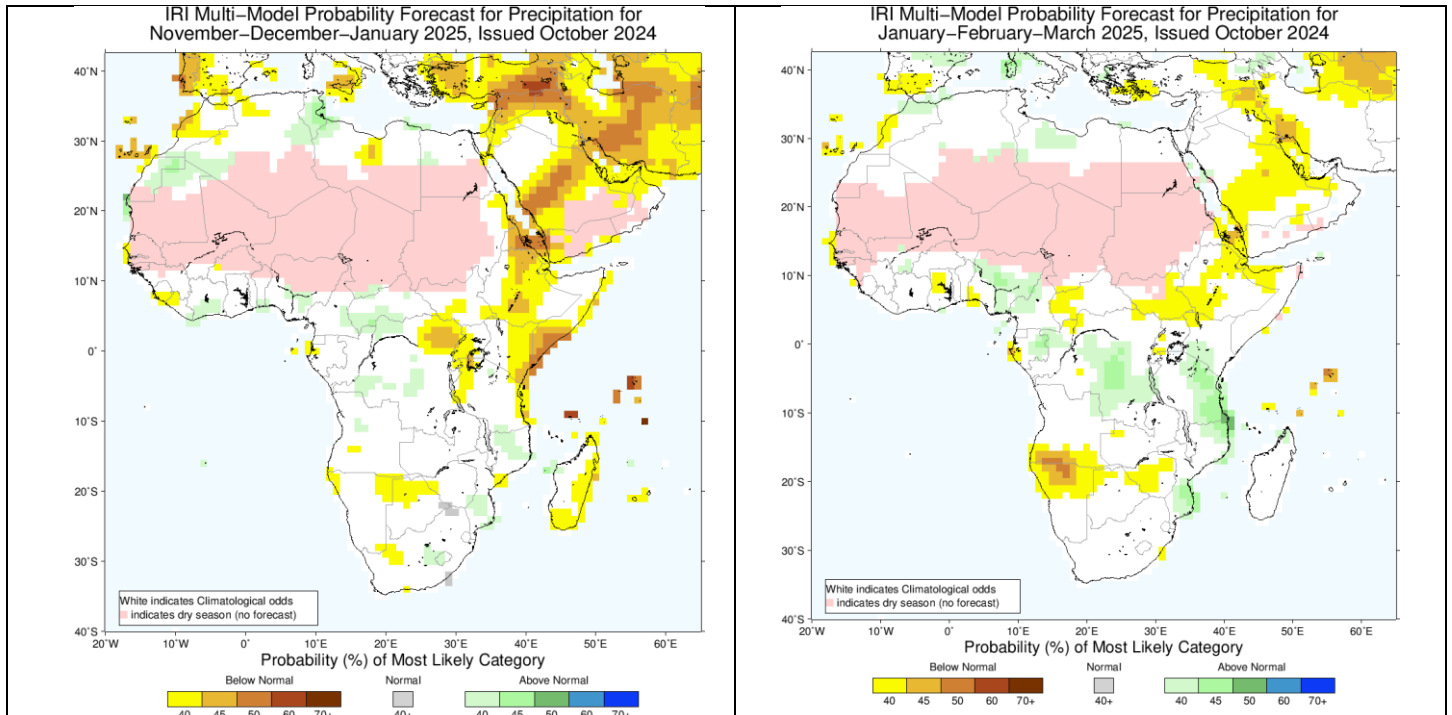 IRI Multi−Model Probability Forecast for Precipitation for
November−December−January 2025, Issued October 2024
40˚N
30˚N
20˚N
10˚N
0˚
10˚S
20˚S
30˚S
40˚S
White indicates Climatological odds
indicates dry season (no forecast)
20˚W 10˚W 0˚ 10˚E 20˚E 30˚E 40˚E 50˚E 60˚E
Probability (%) of Most Likely Category
Below Normal Normal Above Normal
40 45 50 60 70+ 40+ 40 45 50 60 70+
IRI Multi−Model Probability Forecast for Precipitation for
January−February−March 2025, Issued October 2024
40˚N
30˚N
20˚N
10˚N
0˚
10˚S
20˚S
30˚S
40˚S
White indicates Climatological odds
indicates dry season (no forecast)
20˚W 10˚W 0˚ 10˚E 20˚E 30˚E 40˚E 50˚E 60˚E
Probability (%) of Most Likely Category
Below Normal Normal Above Normal
40 45 50 60 70+ 40+ 40 45 50 60 70+